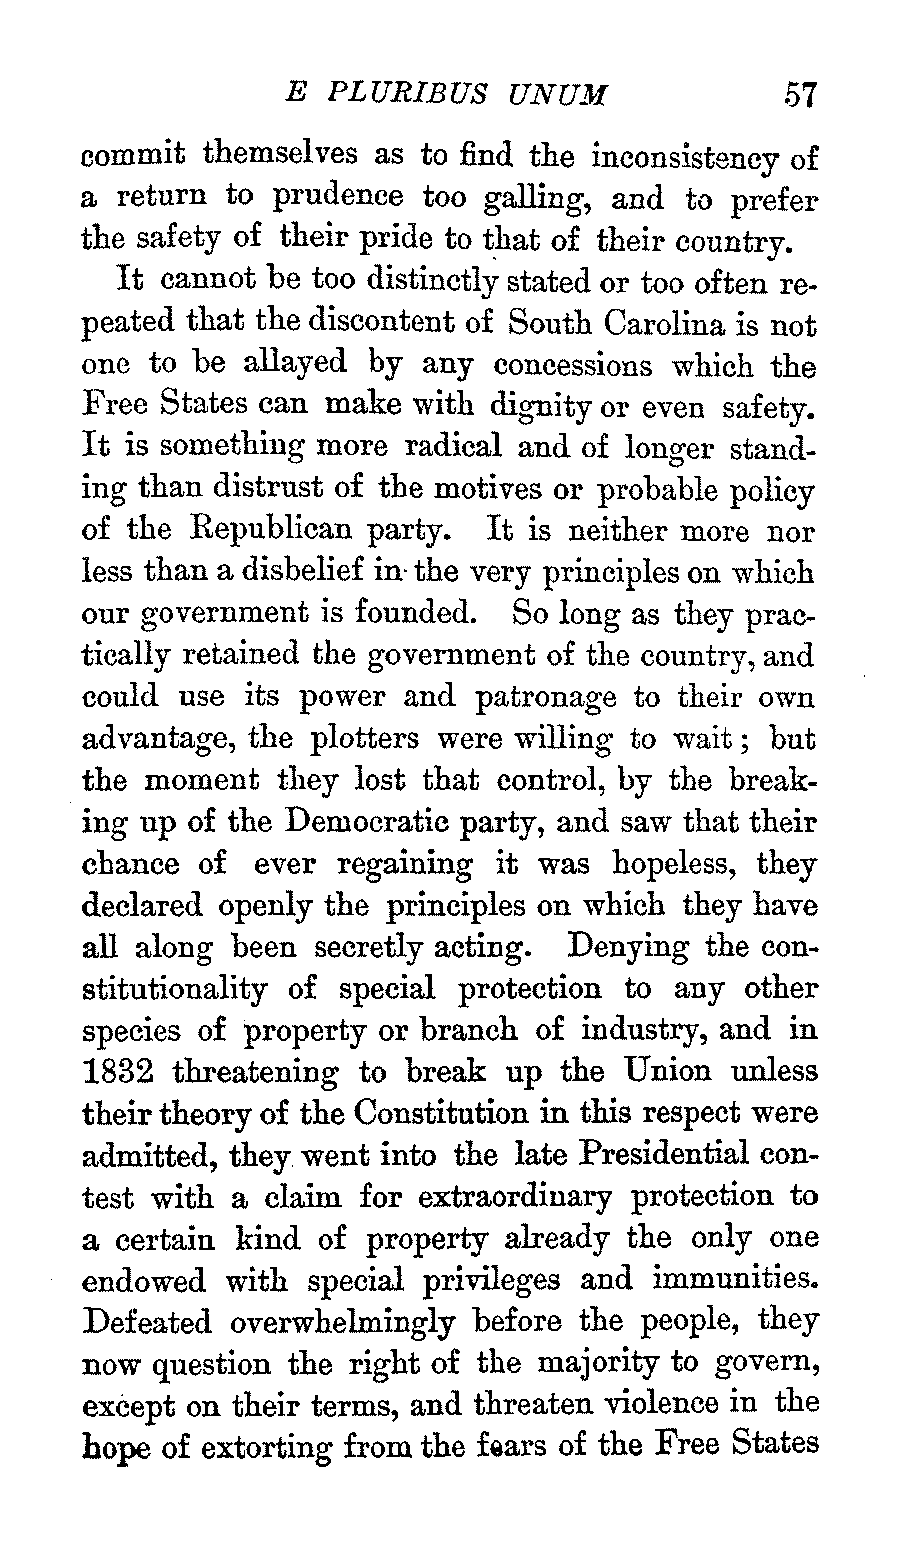 E PLURIBUS UNUM 57
commit themselves as to find the inconsistency of
a return to prudence too galling, and to prefer
the safety of their pride to that of their country.
It cannot be too distinctly stated or too often re-
peated that the discontent of South Carolina is not
one to be allayed by any concessions which the
Free States can make with dignity or even safety.
It is something more radical and of longer stand-
ing than distrust of the motives or probable policy
of the Republican party. It is neither more nor
less than a disbelief in the very principles on which
our government is founded. So long as they prac-
tically retained the government of the country, and
could use its power and patronage to their own
advantage, the plotters were willing to wait; but
the moment they lost that control, by the break-
ing up of the Democratic party, and saw that their
chance of ever regaining it was hopeless, they
declared openly the principles on which they have
all along been secretly acting. Denying the con-
stitutionality of special protection to any other
species of property or branch of industry, and in
1832 threatening to break up the Union unless
their theory of the Constitution in this respect were
admitted, they went into the late Presidential con-
test with a claim for extraordinary protection to
a certain kind of property already the only one
endowed with special privileges and immunities.
Defeated overwhelmingly before the people, they
now question the right of the majority to govern,
except on their terms, and threaten violence in the
hope of extorting from the fears of the Free States